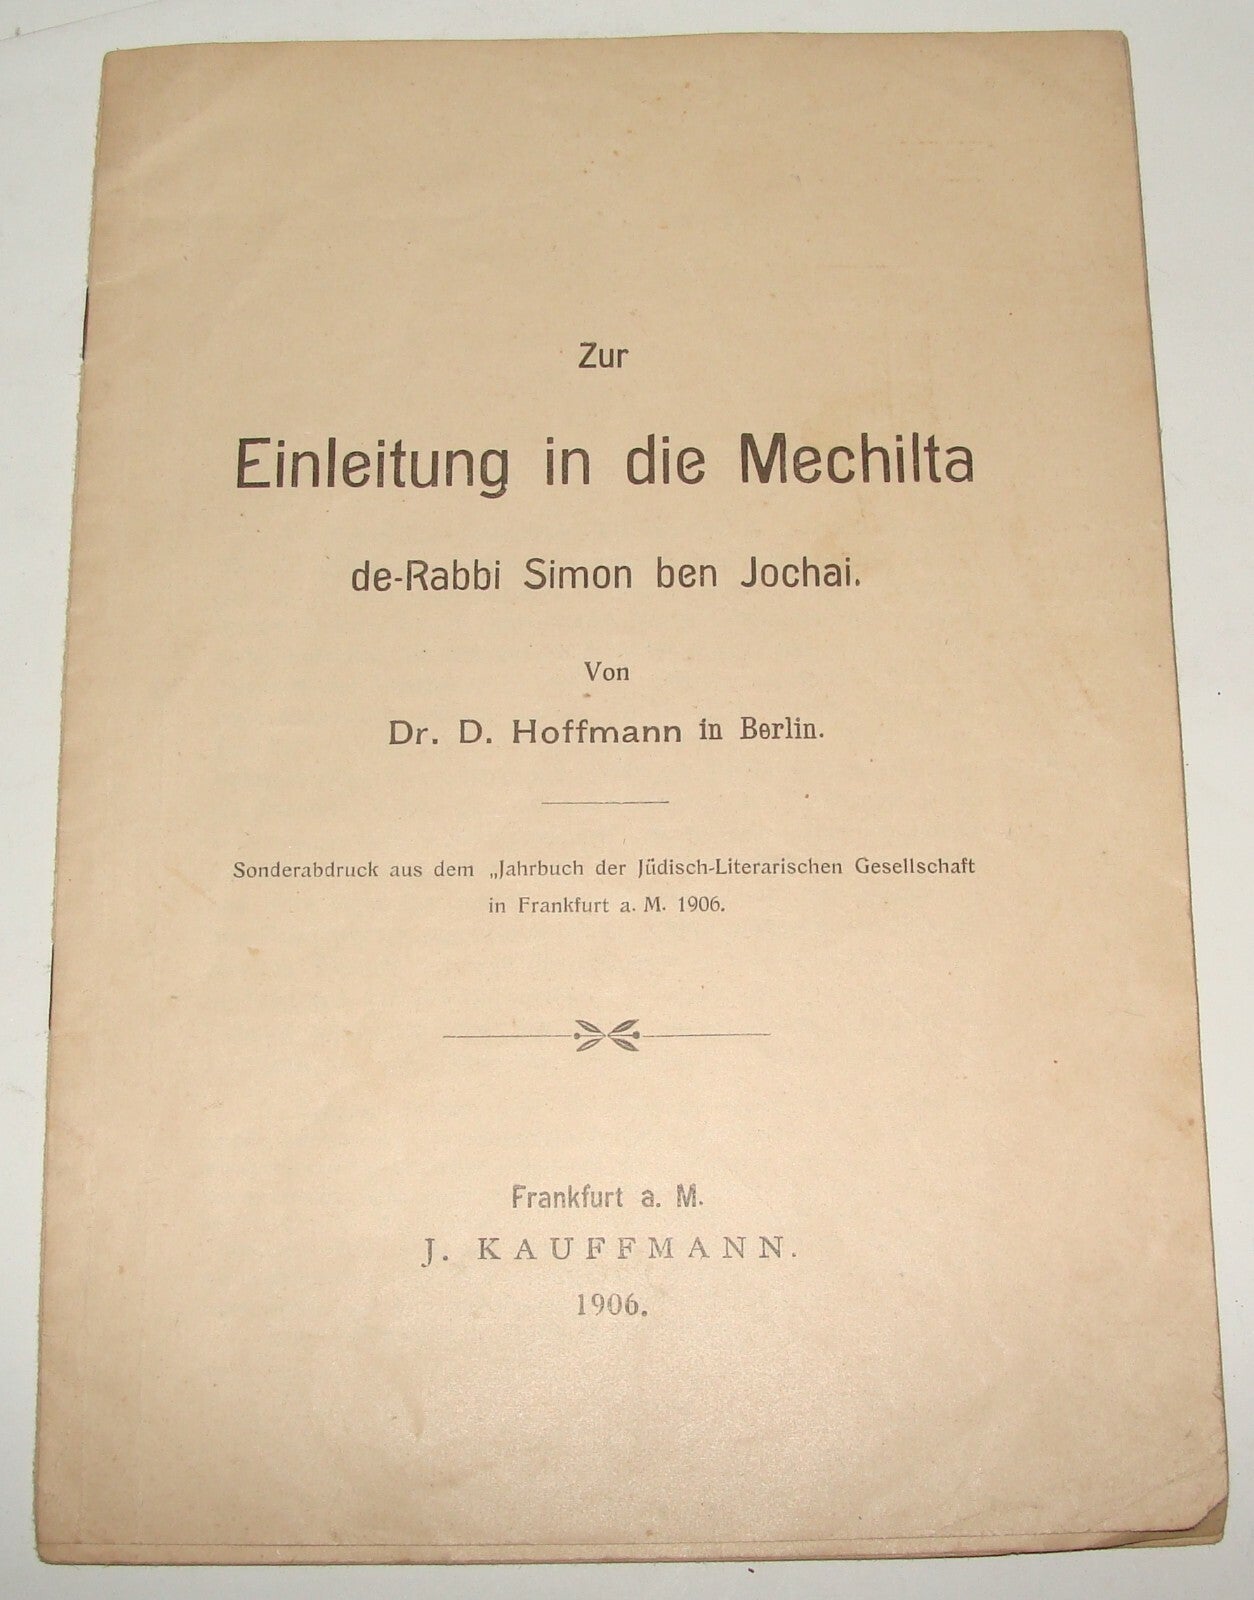 Zur
Einleitung in die Mechilta
de-Rabbi Simon ben Jochai.
Von
Dr. D. Hoffmann in Berlin.
Sonderabdruck aus dem „Jahrbuch der Jüdisch-Literarischen Gesellschaft
in Frankfurt a. M. 1906.
Frankfurt a. M.
J. KAUFFMANN.
1906.